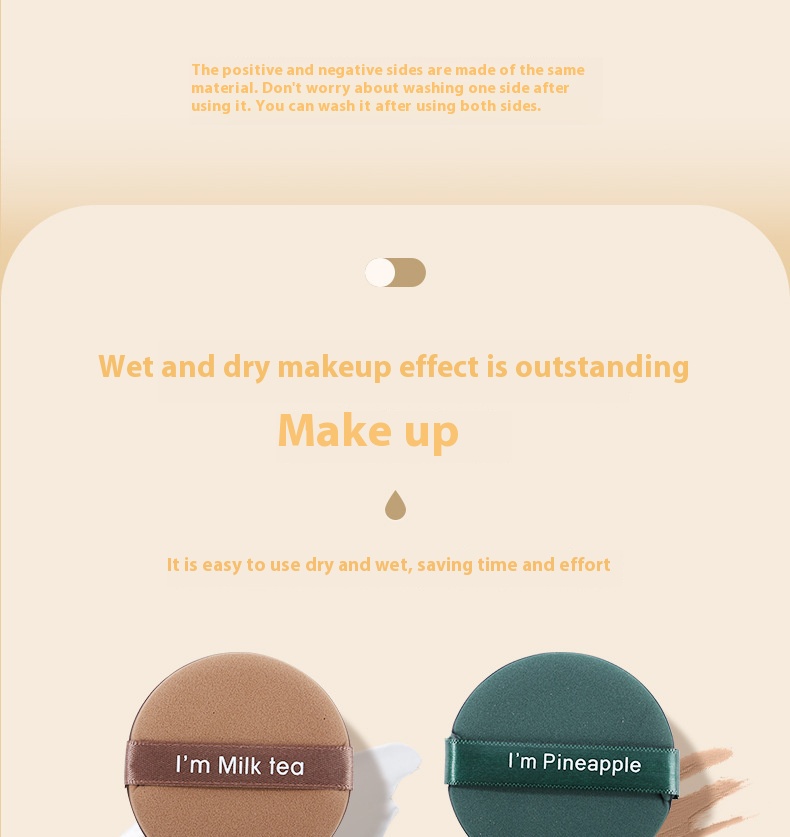 The positive and negative sides are made of the same
material. Don't worry about washing one side after
using it. You can wash it after using both sides.
Wet and dry makeup effect is outstanding
Make up
It is easy to use dry and wet, saving time and effort
I'm Milk tea
I'm Pineapple